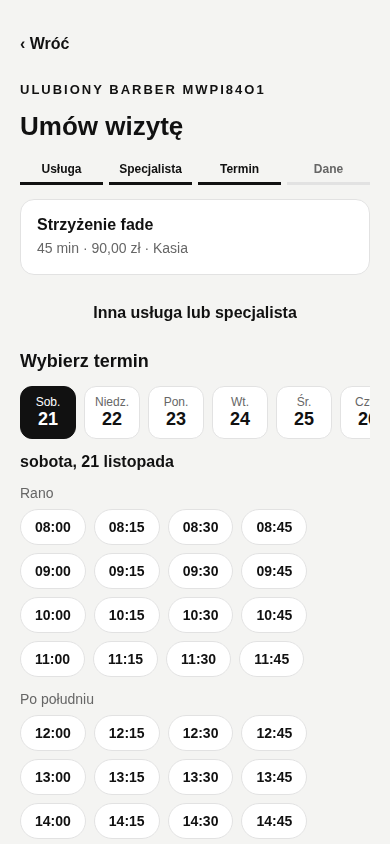 ‹ Wróć
ULUBIONY BARBER MWPI84O1
Umów wizytę
Usługa Specjalista Termin Dane
Strzyżenie fade
45 min · 90,00 zł · Kasia
Inna usługa lub specjalista
Wybierz termin
Sob. Niedz. Pon. Wt. Śr.
21 22 23 24 25
sobota, 21 listopada
Rano
08:00 08:15 08:30 08:45
09:00 09:15 09:30 09:45
10:00 10:15 10:30 10:45
11:00 11:15 11:30 11:45
Po południu
12:00 12:15 12:30 12:45
13:00 13:15 13:30 13:45
14:00 14:15 14:30 14:45